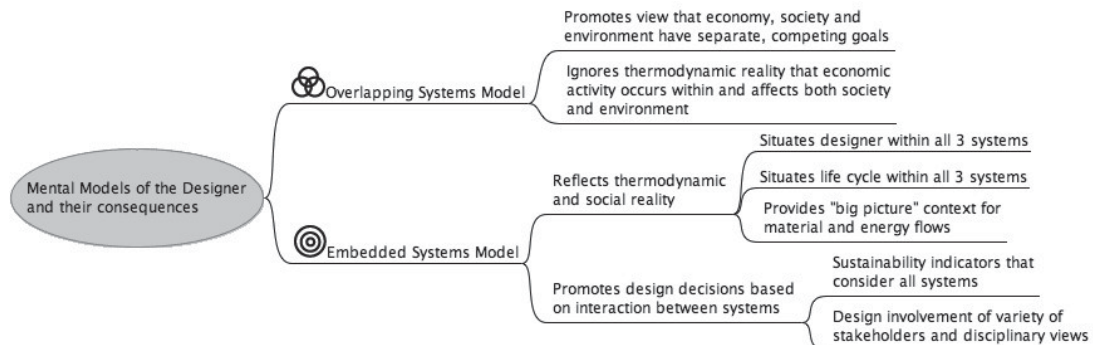 Mental Models of the Designer
and their consequences
Overlapping Systems Model
Promotes view that economy, society and
environment have separate, competing goals
Ignores thermodynamic reality that economic
activity occurs within and affects both society
and environment
Embedded Systems Model
Reflects thermodynamic
and social reality
Situates designer within all 3 systems
Situates life cycle within all 3 systems
Provides "big picture" context for
material and energy flows
Promotes design decisions based
on interaction between systems
Sustainability indicators that
consider all systems
Design involvement of variety of
stakeholders and disciplinary views